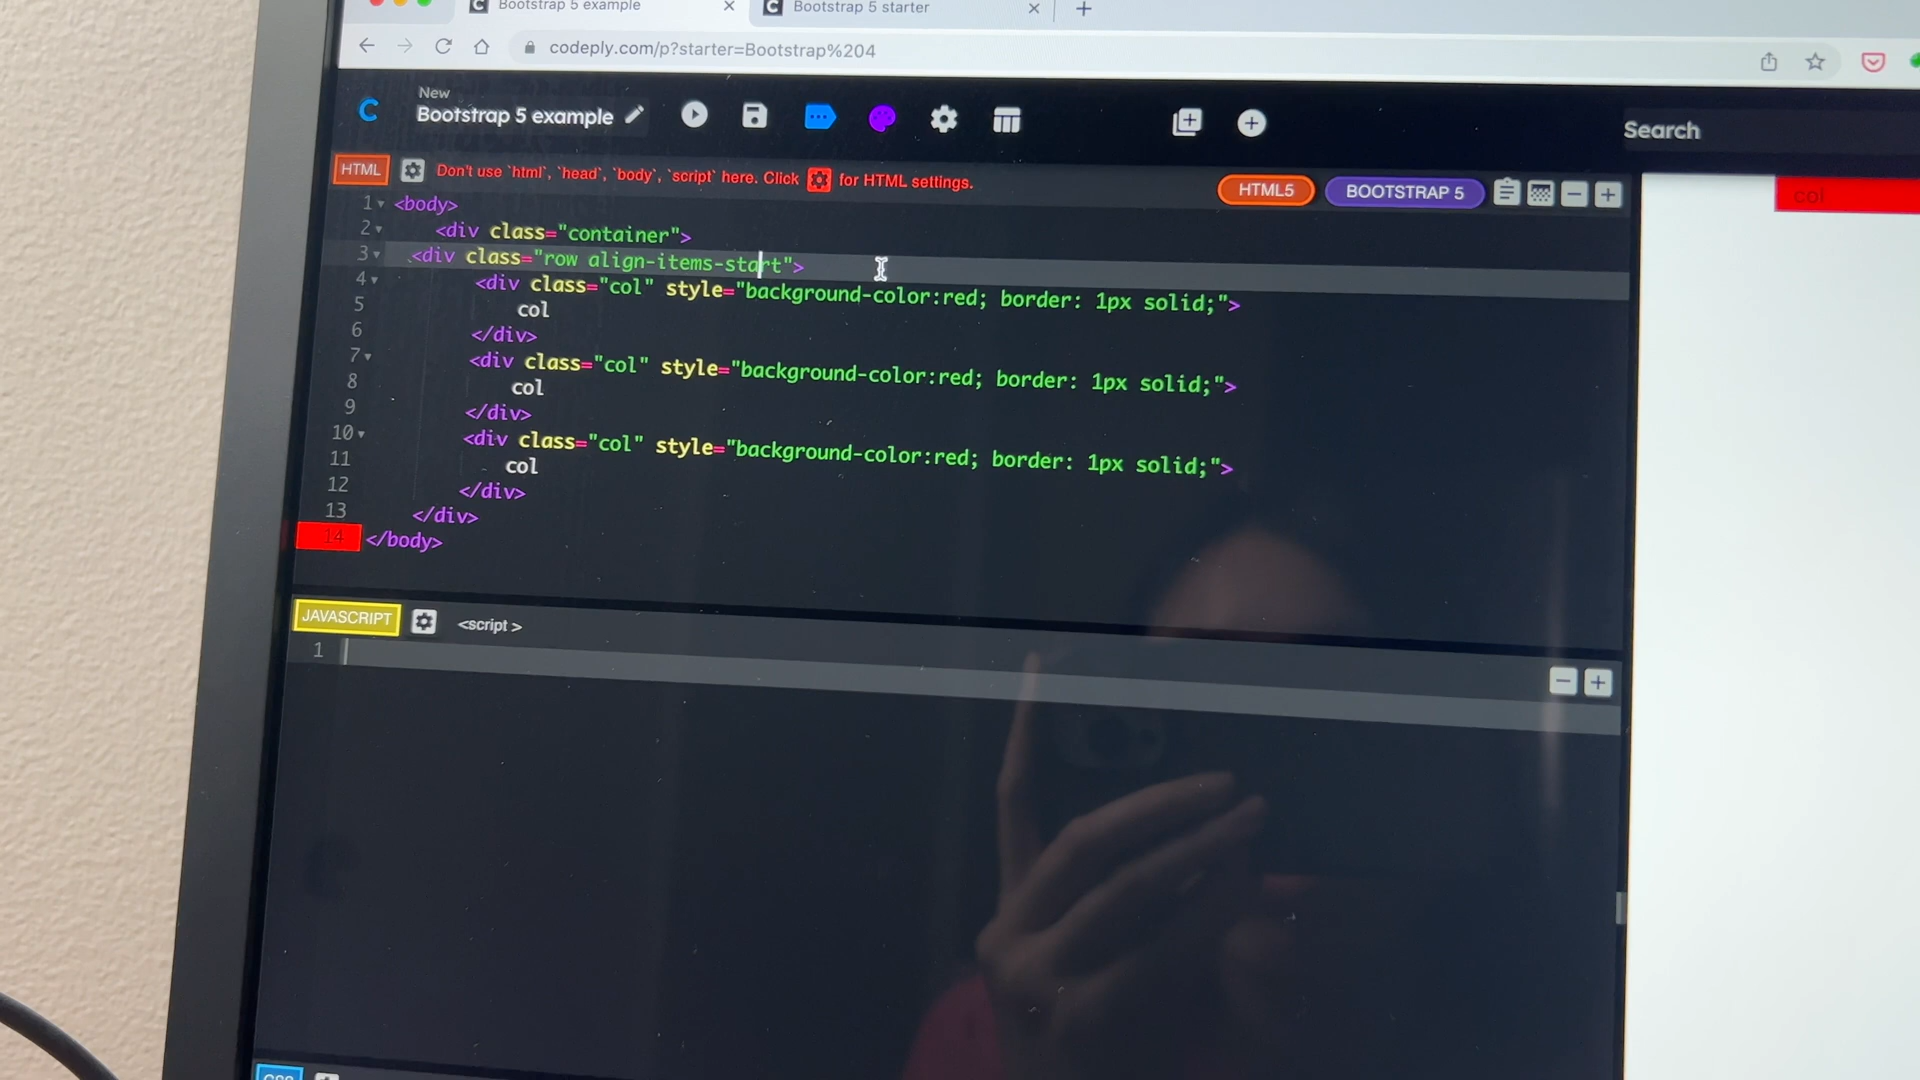 Bootstrap 5 example
Bootstrap 5 starter
codeply.com/p?starter=Bootstrap%204
New
Bootstrap 5 example
Search
HTML
Don't use `html`, `head`, `body`, `script` here. Click for HTML settings.
HTML5
BOOTSTRAP 5
col
1 <body>
2 <div class="container">
3 <div class="row align-items-start">
4 <div class="col" style="background-color:red; border: 1px solid;">
5 col
6 </div>
7 <div class="col" style="background-color:red; border: 1px solid;">
8 col
9 </div>
10 <div class="col" style="background-color:red; border: 1px solid;">
11 col
12 </div>
13 </div>
14 </body>
JAVASCRIPT
<script >
1